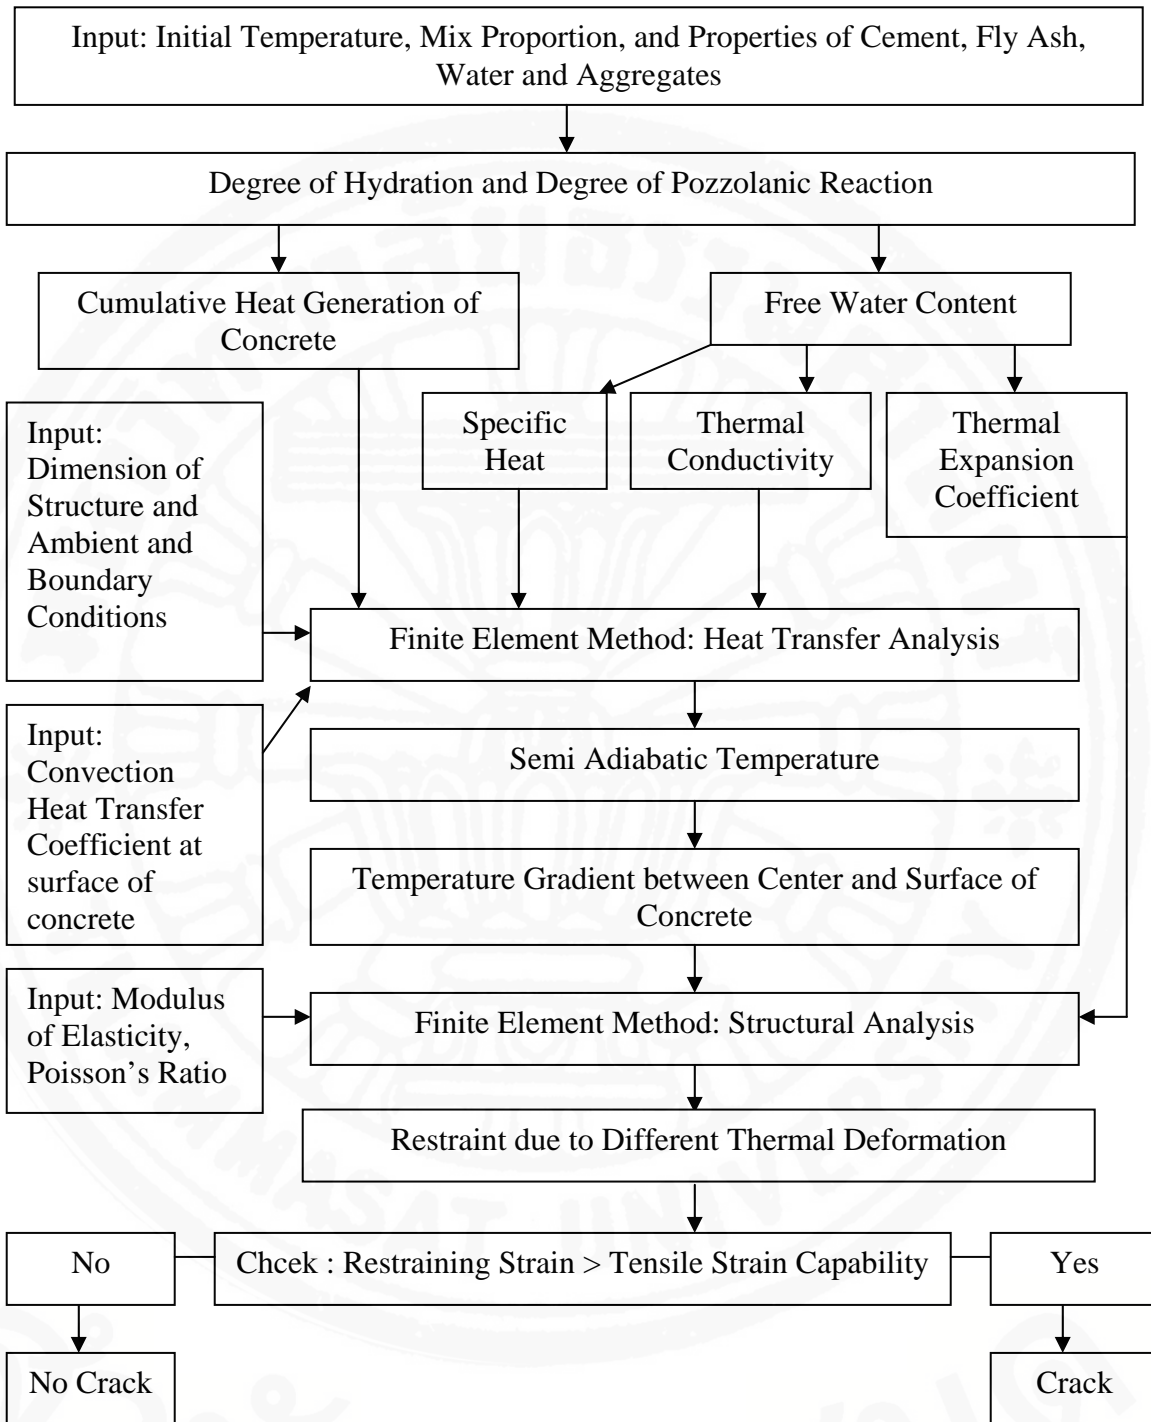 Input: Initial Temperature, Mix Proportion, and Properties of Cement, Fly Ash,
Water and Aggregates
Degree of Hydration and Degree of Pozzolanic Reaction
Cumulative Heat Generation of
Concrete
Free Water Content
Input:
Dimension of
Structure and
Ambient and
Boundary
Conditions
Specific
Heat
Thermal
Conductivity
Thermal
Expansion
Coefficient
Finite Element Method: Heat Transfer Analysis
Input:
Convection
Heat Transfer
Coefficient at
surface of
concrete
Semi Adiabatic Temperature
Temperature Gradient between Center and Surface of
Concrete
Input: Modulus
of Elasticity,
Poisson’s Ratio
Finite Element Method: Structural Analysis
Restraint due to Different Thermal Deformation
No
Chcek : Restraining Strain > Tensile Strain Capability
Yes
No Crack
Crack
UNIVERSITY